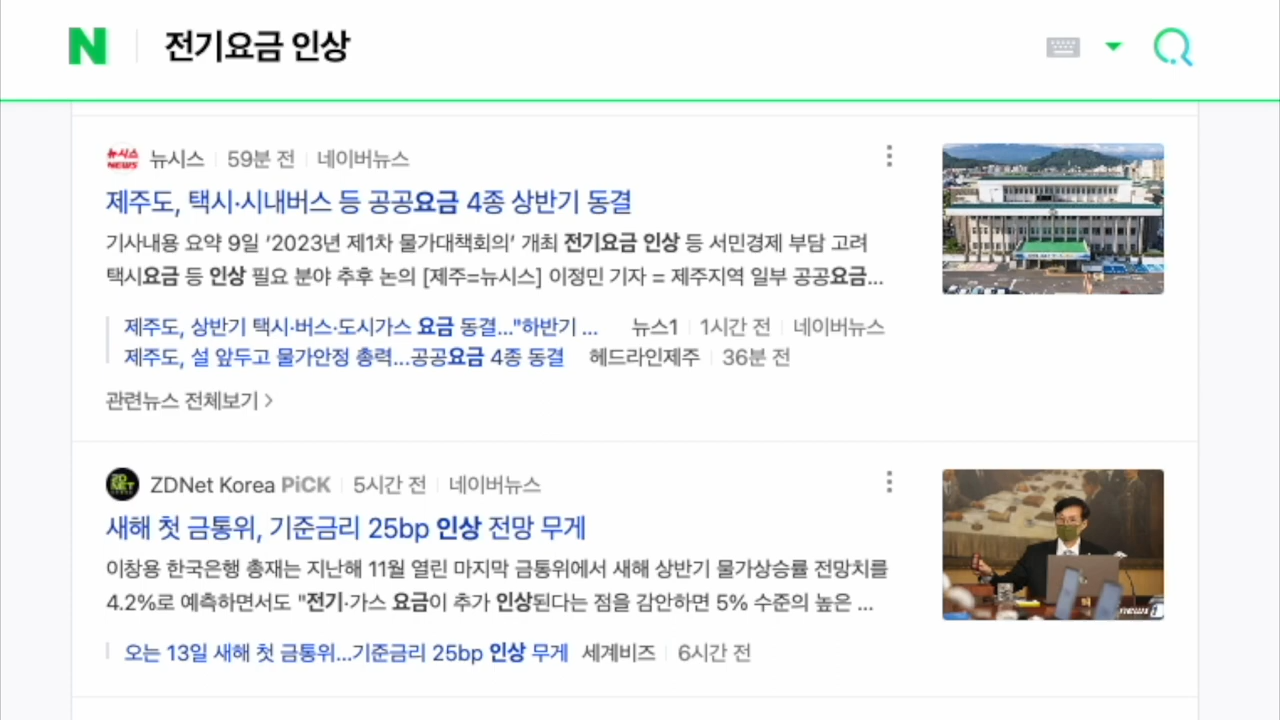 N 전기요금 인상
뉴시스 NEWS 뉴시스 59분 전 네이버뉴스
제주도, 택시·시내버스 등 공공요금 4종 상반기 동결
기사내용 요약 9일 ‘2023년 제1차 물가대책회의’ 개최 전기요금 인상 등 서민경제 부담 고려
택시요금 등 인상 필요 분야 추후 논의 [제주=뉴시스] 이정민 기자 = 제주지역 일부 공공요금...
제주도, 상반기 택시·버스·도시가스 요금 동결..."하반기 ... 뉴스1 1시간 전 네이버뉴스
제주도, 설 앞두고 물가안정 총력...공공요금 4종 동결 헤드라인제주 36분 전
관련뉴스 전체보기 >
ZDNET ZDNet Korea PiCK 5시간 전 네이버뉴스
새해 첫 금통위, 기준금리 25bp 인상 전망 무게
이창용 한국은행 총재는 지난해 11월 열린 마지막 금통위에서 새해 상반기 물가상승률 전망치를
4.2%로 예측하면서도 "전기·가스 요금이 추가 인상된다는 점을 감안하면 5% 수준의 높은 ...
news 1
오는 13일 새해 첫 금통위...기준금리 25bp 인상 무게 세계비즈 6시간 전